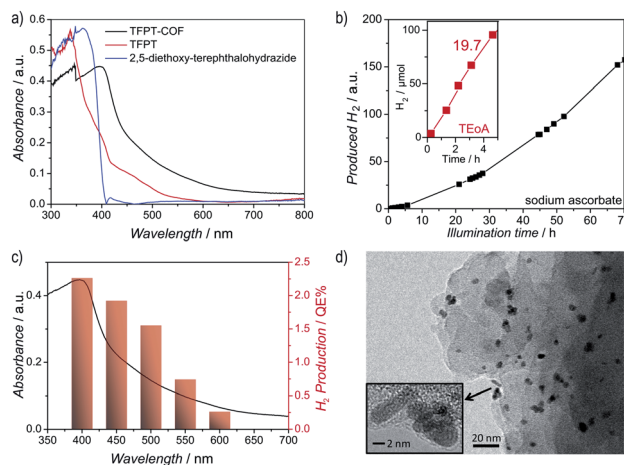 a)
TFPT-COF
TFPT
2,5-diethoxy-terephthalohydrazide
0.6
0.5
0.4
0.3
0.2
0.1
0.0
Absorbance / a.u.
300 400 500 600 700 800
Wavelength / nm
b)
200
150
100
50
0
Produced H2 / a.u.
100
50
0
H2 / µmol
19.7
TEoA
0 2 4
Time / h
sodium ascorbate
0 10 20 30 40 50 60 70
Illumination time / h
c)
0.4
0.2
0.0
Absorbance / a.u.
2.5
2.0
1.5
1.0
0.5
0.0
H2 Production / QE%
350 400 450 500 550 600 650 700
Wavelength / nm
d)
2 nm
20 nm